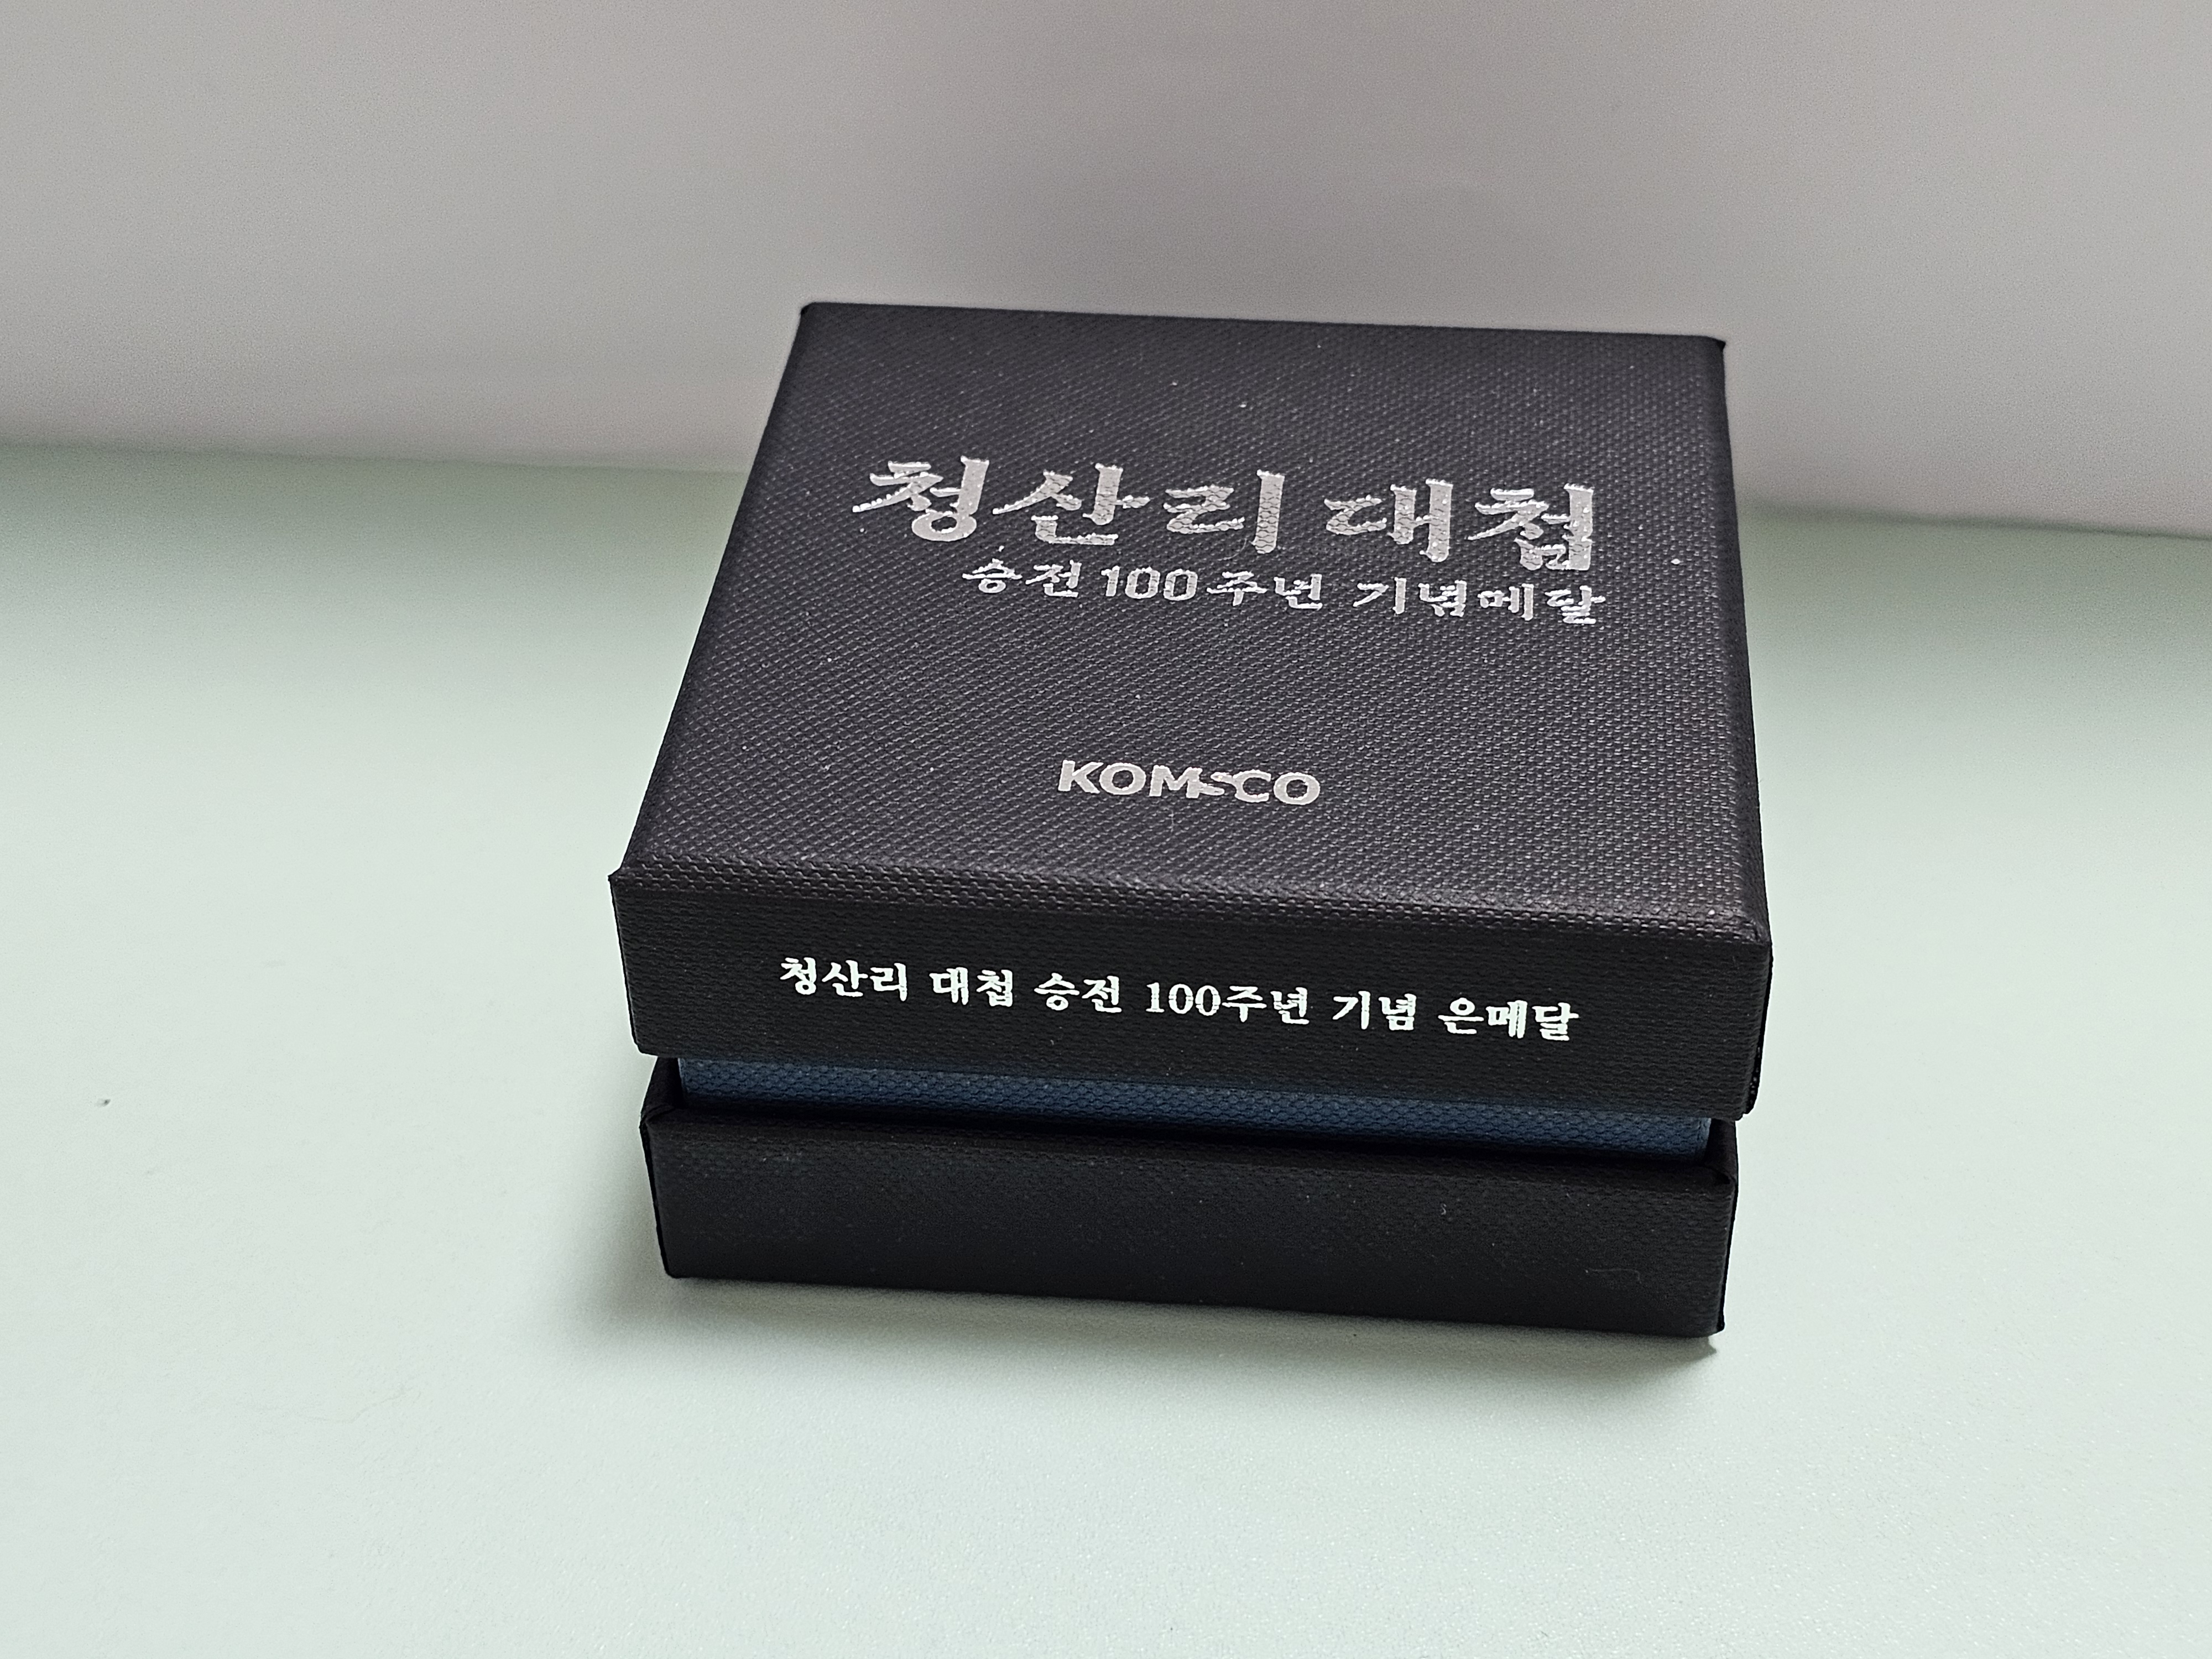 청산리 대첩
승전 100주년 기념메달
KOMSCO
청산리 대첩 승전 100주년 기념 은메달